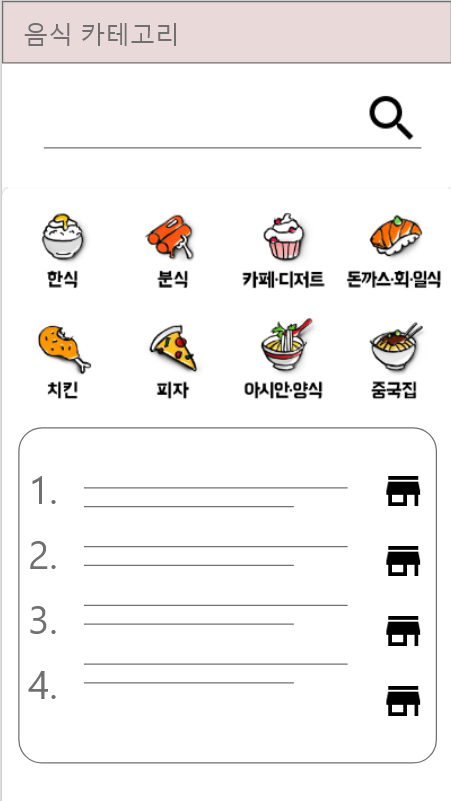 음식 카테고리
한식 분식 카페·디저트 돈까스·회·일식
치킨 피자 아시안·양식 중국집
1.
2.
3.
4.